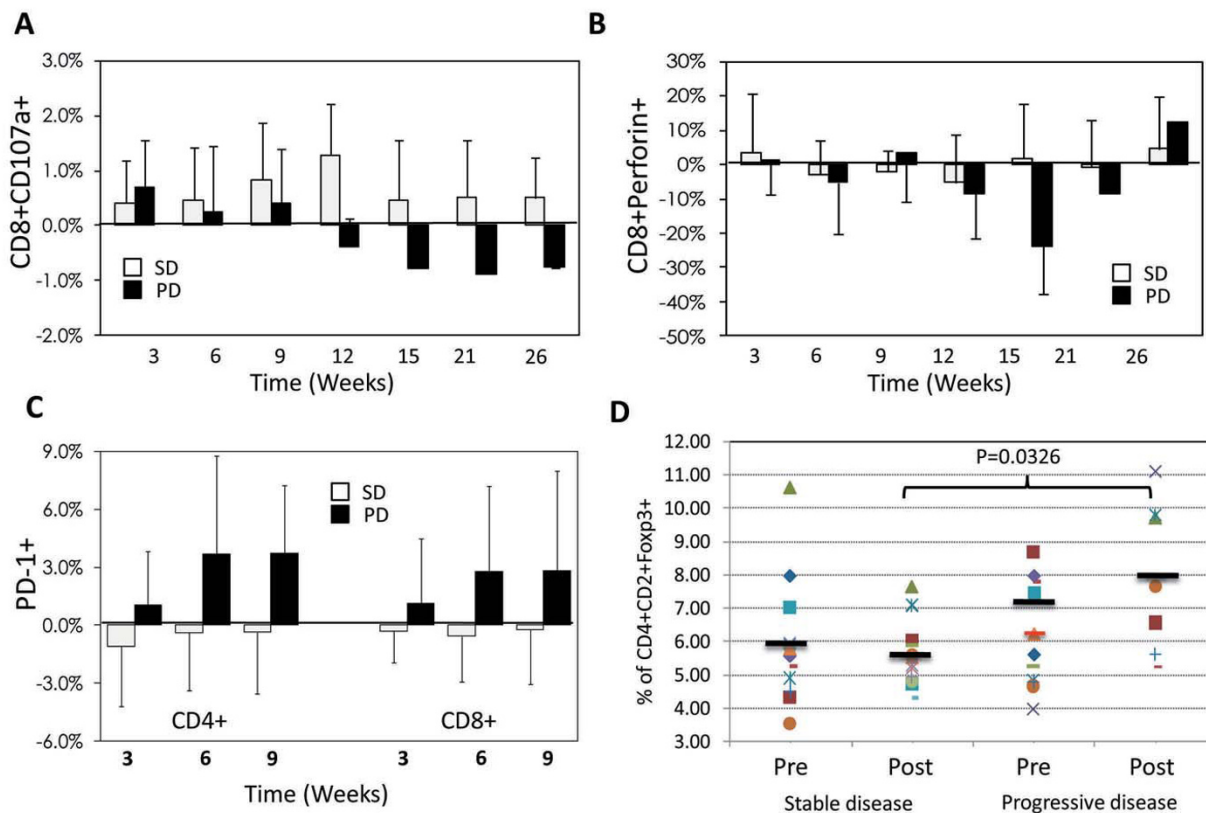 A
CD8+CD107a+
3.0%
2.0%
1.0%
0.0%
-1.0%
-2.0%
SD
PD
3 6 9 12 15 21 26
Time (Weeks)
B
CD8+Perforin+
30%
20%
10%
0%
-10%
-20%
-30%
-40%
-50%
SD
PD
3 6 9 12 15 21 26
Time (Weeks)
C
PD-1+
9.0%
6.0%
3.0%
0.0%
-3.0%
-6.0%
SD
PD
CD4+ CD8+
3 6 9 3 6 9
Time (Weeks)
D
% of CD4+CD2+Foxp3+
12.00
11.00
10.00
9.00
8.00
7.00
6.00
5.00
4.00
3.00
P=0.0326
Pre Post Pre Post
Stable disease Progressive disease